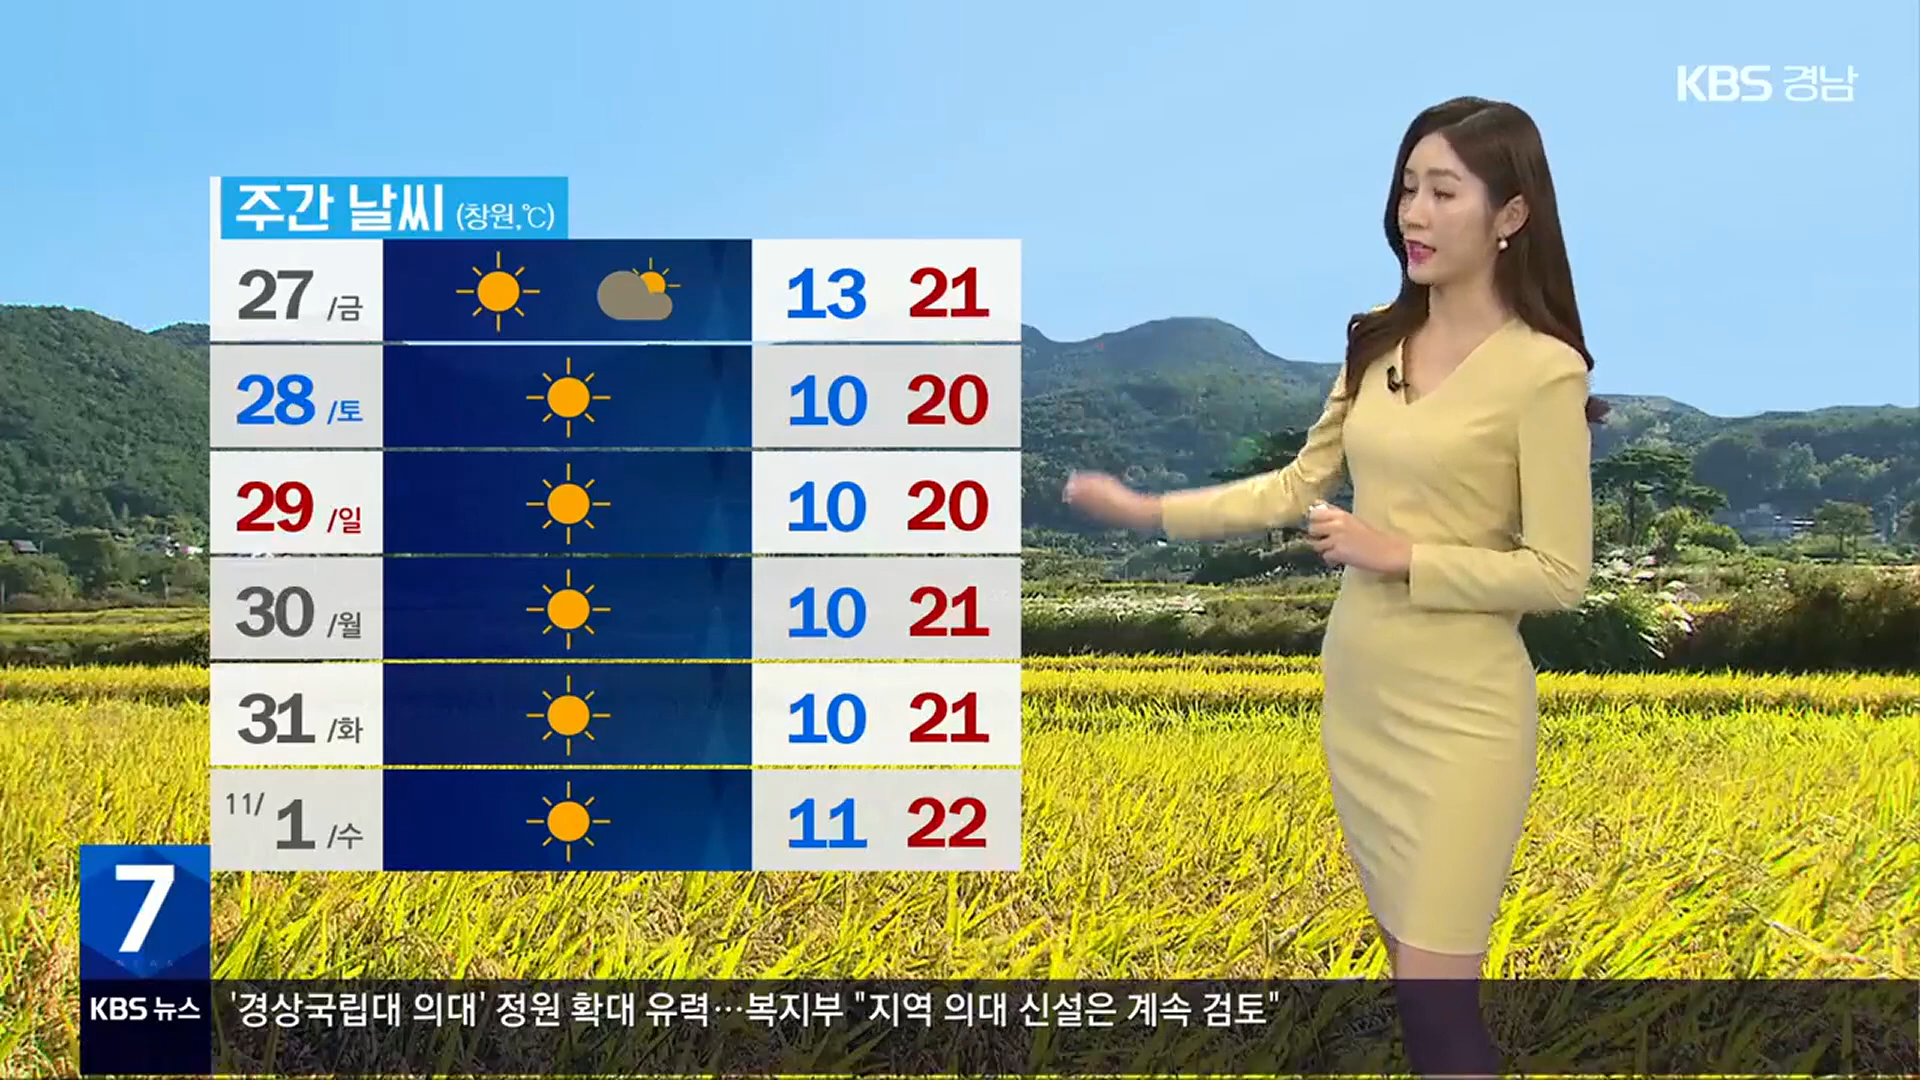 KBS 경남
주간 날씨 (창원,℃)
27 /금 13 21
28 /토 10 20
29 /일 10 20
30 /월 10 21
31 /화 10 21
11/ 1 /수 11 22
7
NEWS
KBS 뉴스 '경상국립대 의대' 정원 확대 유력…복지부 "지역 의대 신설은 계속 검토"